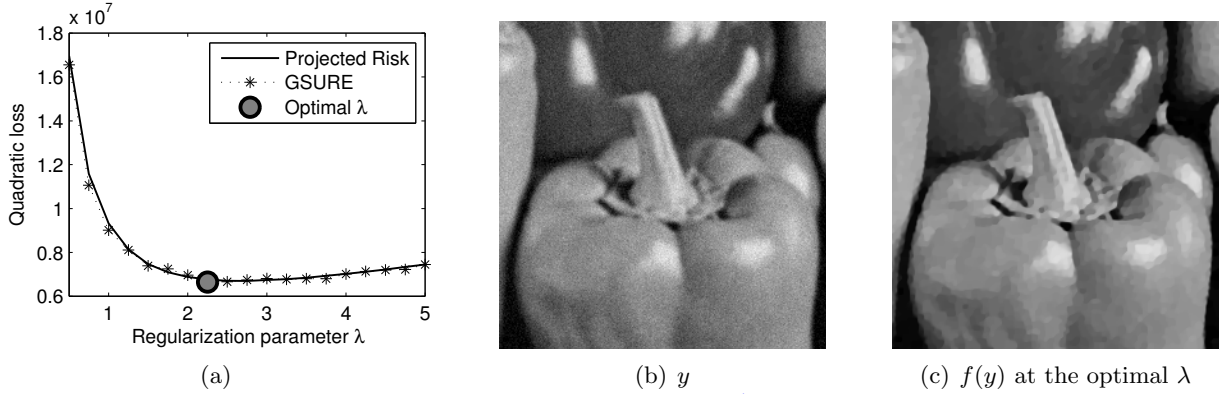 x 10^7
1.8
1.6
1.4
1.2
1
0.8
0.6
Quadratic loss
Projected Risk
GSURE
Optimal λ
1 2 3 4 5
Regularization parameter λ
(a)
(b) y
(c) f(y) at the optimal λ